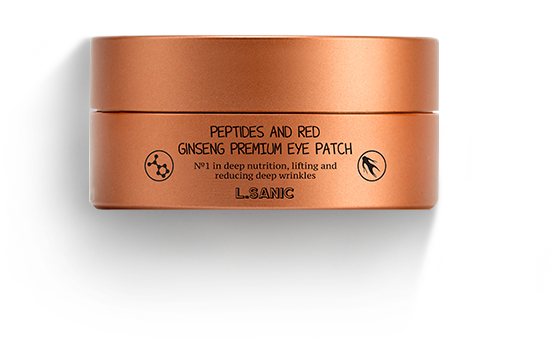 PEPTIDES AND RED
GINSENG PREMIUM EYE PATCH
№1 in deep nutrition, lifting and
reducing deep wrinkles
L.SANIC